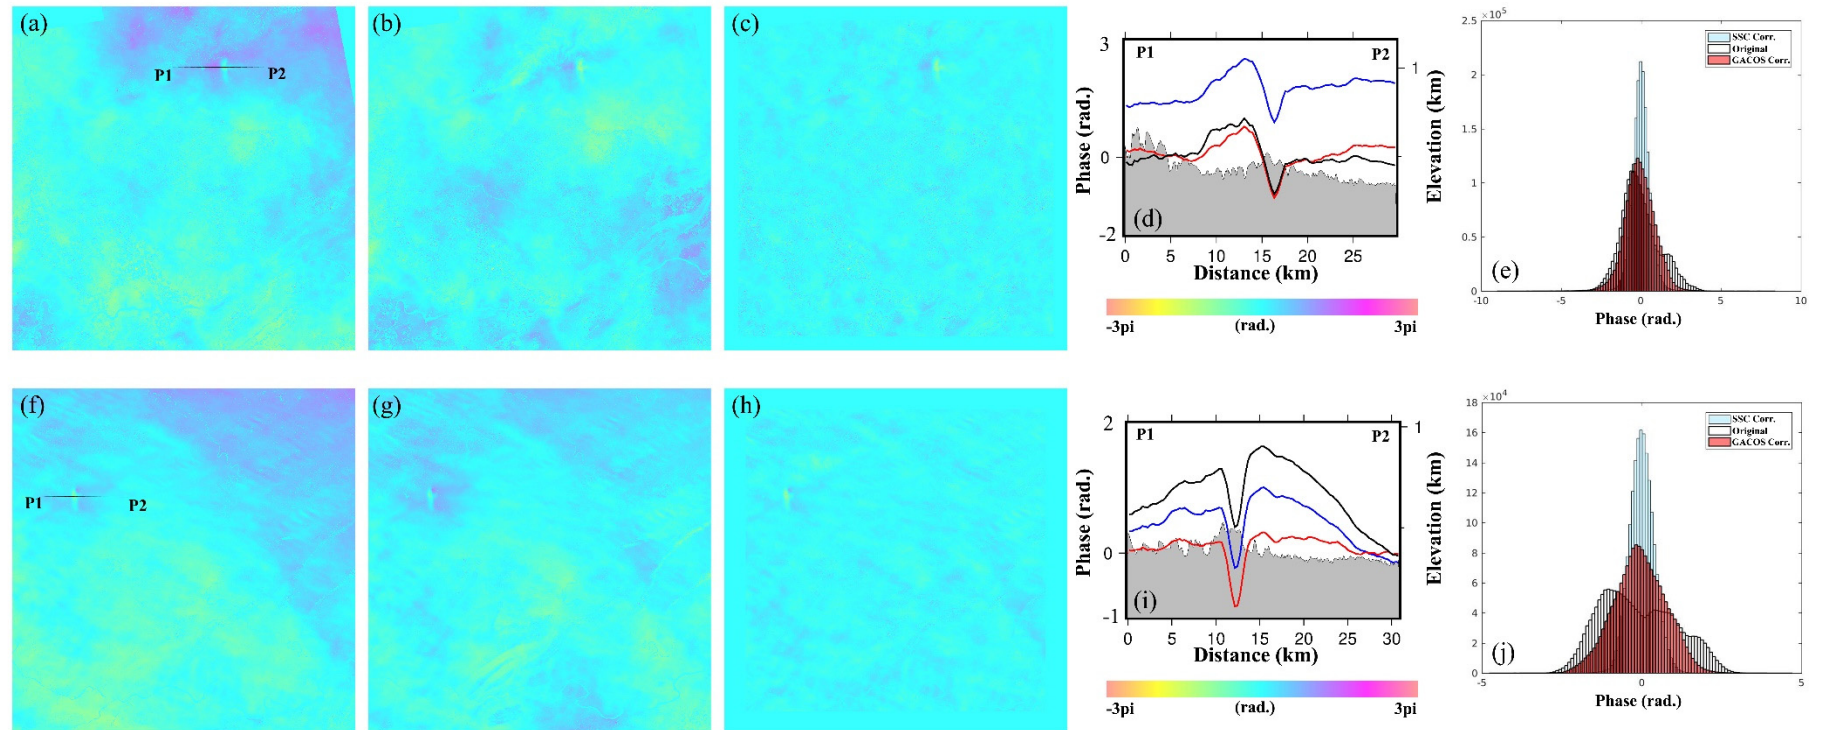 (a)
P1
P2
(b)
(c)
3
0
-2
Phase (rad.)
P1
P2
1
Elevation (km)
(d)
0 5 10 15 20 25
Distance (km)
-3pi (rad.) 3pi
×10⁵
2.5
2
1.5
1
0.5
0
SSC Corr.
Original
GACOS Corr.
(e)
-10 -5 0 5 10
Phase (rad.)
(f)
P1
P2
(g)
(h)
2
1
0
-1
Phase (rad.)
P1
P2
1
Elevation (km)
(i)
0 5 10 15 20 25 30
Distance (km)
-3pi (rad.) 3pi
×10⁴
18
16
14
12
10
8
6
4
2
0
SSC Corr.
Original
GACOS Corr.
(j)
-5 0 5
Phase (rad.)